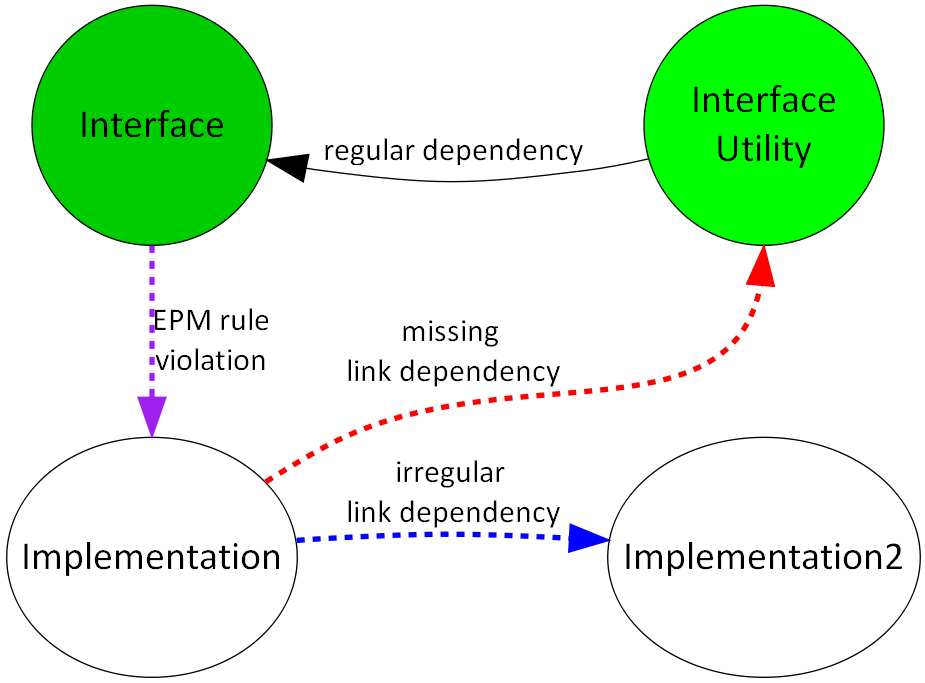 Interface
Interface
Utility
regular dependency
EPM rule
violation
missing
link dependency
irregular
link dependency
Implementation
Implementation2